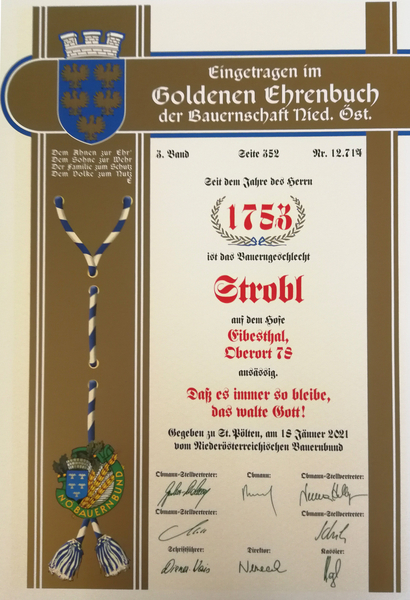 Eingetragen im
Goldenen Ehrenbuch
der Bauernschaft Nied. Öst.
Dem Ahnen zur Ehr'
Dem Sohne zur Wehr
Der Familie zum Schutz
Dem Volke zum Nutz
3. Band Seite 352 Nr. 12.717
Seit dem Jahre des Herrn
1753
ist das Bauerngeschlecht
Strobl
auf dem Hofe
Eibesthal,
Oberort 78
ansässig.
Daß es immer so bleibe,
das walte Gott!
Gegeben zu St. Pölten, am 18 Jänner 2021
vom Niederösterreichischen Bauernbund
Obmann-Stellvertreter: Obmann: Obmann-Stellvertreter:
Obmann-Stellvertreter: Obmann-Stellvertreter:
Schriftführer: Direktor: Kassier:
NÖ BAUERNBUND